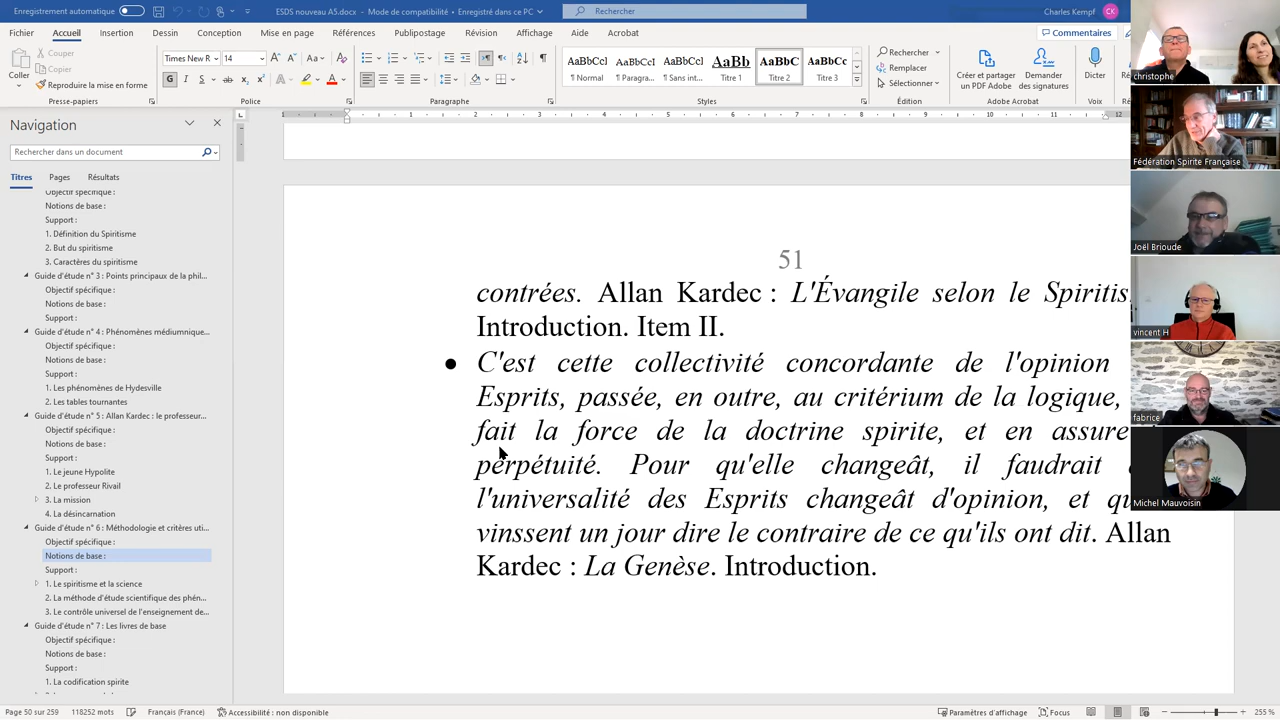 Enregistrement automatique
ESDS nouveau A5.docx - Mode de compatibilité • Enregistré dans ce PC
Rechercher
Charles Kempf CK
Fichier Accueil Insertion Dessin Conception Mise en page Références Publipostage Révision Affichage Aide Acrobat
Commentaires
Coller
Couper
Copier
Reproduire la mise en forme
Presse-papiers
Times New R 14
G I S ab
Police
Paragraphe
AaBbCcI AaBbCcI AaBbCcI AaBb AaBbC AaBbCc
¶ Normal ¶ Paragra... ¶ Sans int... Titre 1 Titre 2 Titre 3
Styles
Rechercher
Remplacer
Sélectionner
Édition
Créer et partager
un PDF Adobe
Demander
des signatures
Adobe Acrobat
Dicter
Voix
Navigation
Rechercher dans un document
Titres Pages Résultats
Objectif spécifique :
Notions de base :
Support :
1. Définition du Spiritisme
2. But du spiritisme
3. Caractères du spiritisme
Guide d'étude n° 3 : Points principaux de la phil...
Objectif spécifique :
Notions de base :
Support :
Guide d'étude n° 4 : Phénomènes médiumnique...
Objectif spécifique :
Notions de base :
Support :
1. Les phénomènes de Hydesville
2. Les tables tournantes
Guide d'étude n° 5 : Allan Kardec : le professeur...
Objectif spécifique :
Notions de base :
Support :
1. Le jeune Hypolite
2. Le professeur Rivail
3. La mission
4. La désincarnation
Guide d'étude n° 6 : Méthodologie et critères uti...
Objectif spécifique :
Notions de base :
Support :
1. Le spiritisme et la science
2. La méthode d'étude scientifique des phén...
3. Le contrôle universel de l'enseignement de...
Guide d'étude n° 7 : Les livres de base
Objectif spécifique :
Notions de base :
Support :
1. La codification spirite
51
contrées. Allan Kardec : L'Évangile selon le Spiritis
Introduction. Item II.
● C'est cette collectivité concordante de l'opinion
Esprits, passée, en outre, au critérium de la logique,
fait la force de la doctrine spirite, et en assure
perpétuité. Pour qu'elle changeât, il faudrait
l'universalité des Esprits changeât d'opinion, et qu
vinssent un jour dire le contraire de ce qu'ils ont dit. Allan
Kardec : La Genèse. Introduction.
christophe
Fédération Spirite Française
Joël Brioude
vincent H
fabrice
Michel Mauvoisin
Page 50 sur 259 118252 mots Français (France) Accessibilité : non disponible
Paramètres d'affichage Focus 255 %